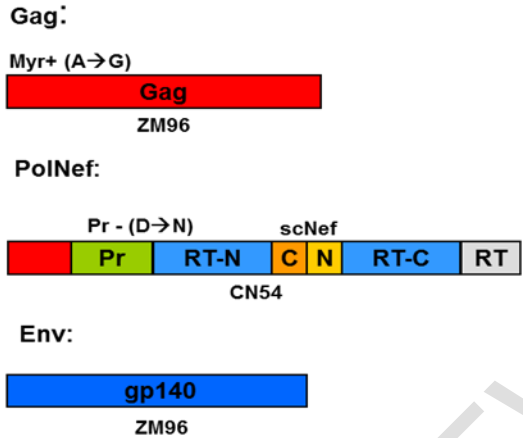 Gag:
Myr+ (A→G)
Gag
ZM96
PolNef:
Pr - (D→N) scNef
Pr RT-N C N RT-C RT
CN54
Env:
gp140
ZM96